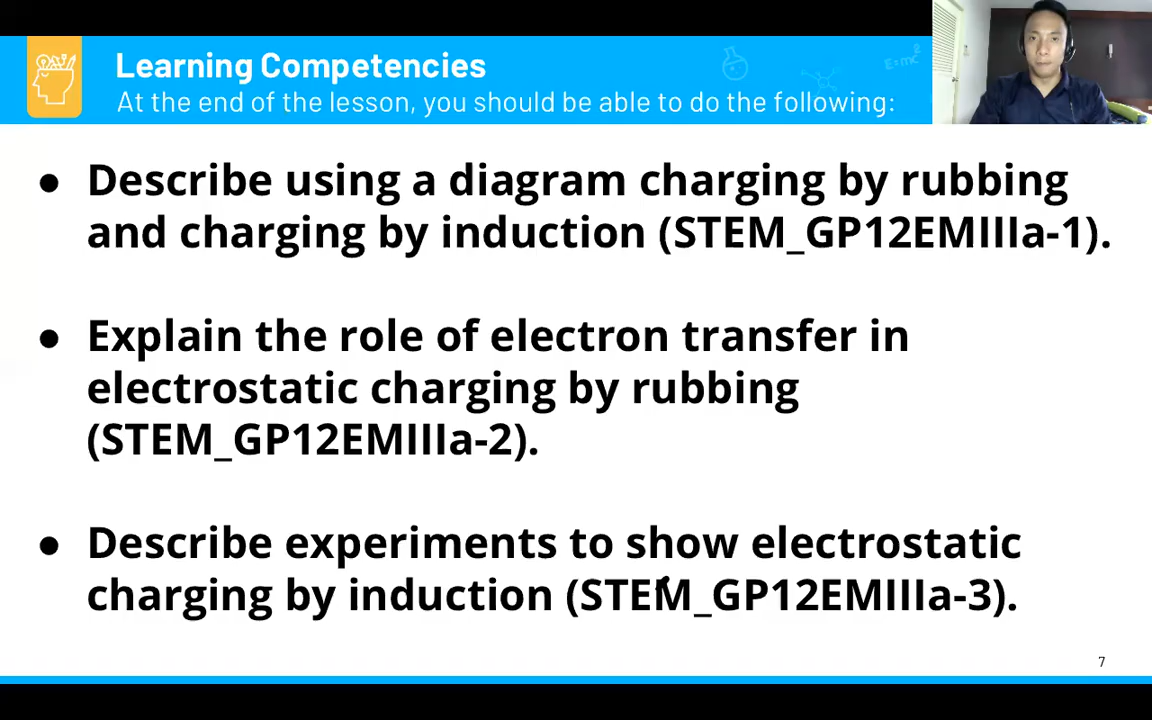 Learning Competencies
At the end of the lesson, you should be able to do the following:
E=mc²
● Describe using a diagram charging by rubbing
and charging by induction (STEM_GP12EMIIIa-1).
● Explain the role of electron transfer in
electrostatic charging by rubbing
(STEM_GP12EMIIIa-2).
● Describe experiments to show electrostatic
charging by induction (STEM_GP12EMIIIa-3).
7